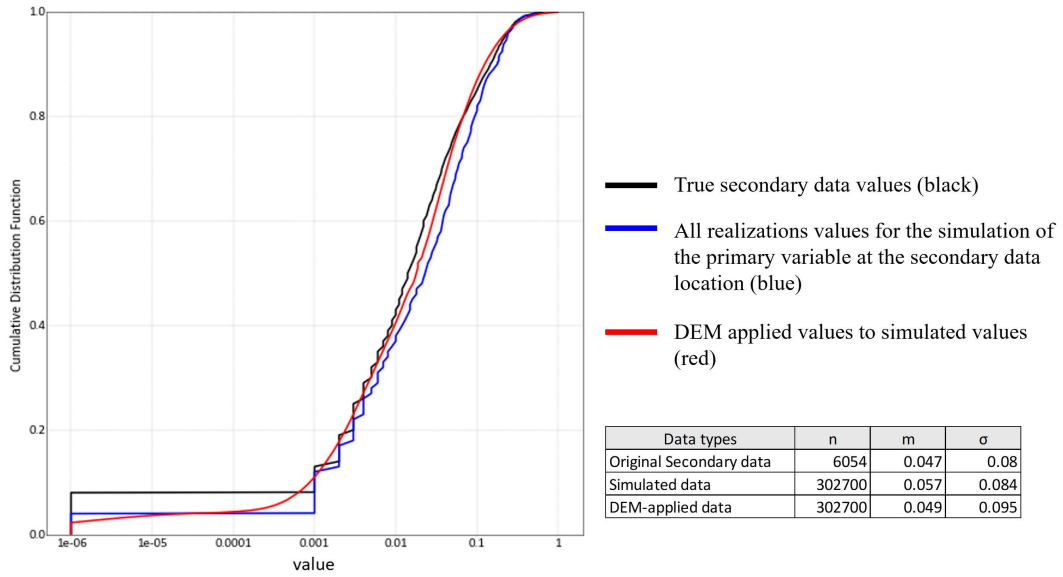 1.0
0.8
0.6
0.4
0.2
0.0
Cumulative Distribution Function
1e-06 1e-05 0.0001 0.001 0.01 0.1 1
value
True secondary data values (black)
All realizations values for the simulation of
the primary variable at the secondary data
location (blue)
DEM applied values to simulated values
(red)
Data types n m σ
Original Secondary data 6054 0.047 0.08
Simulated data 302700 0.057 0.084
DEM-applied data 302700 0.049 0.095